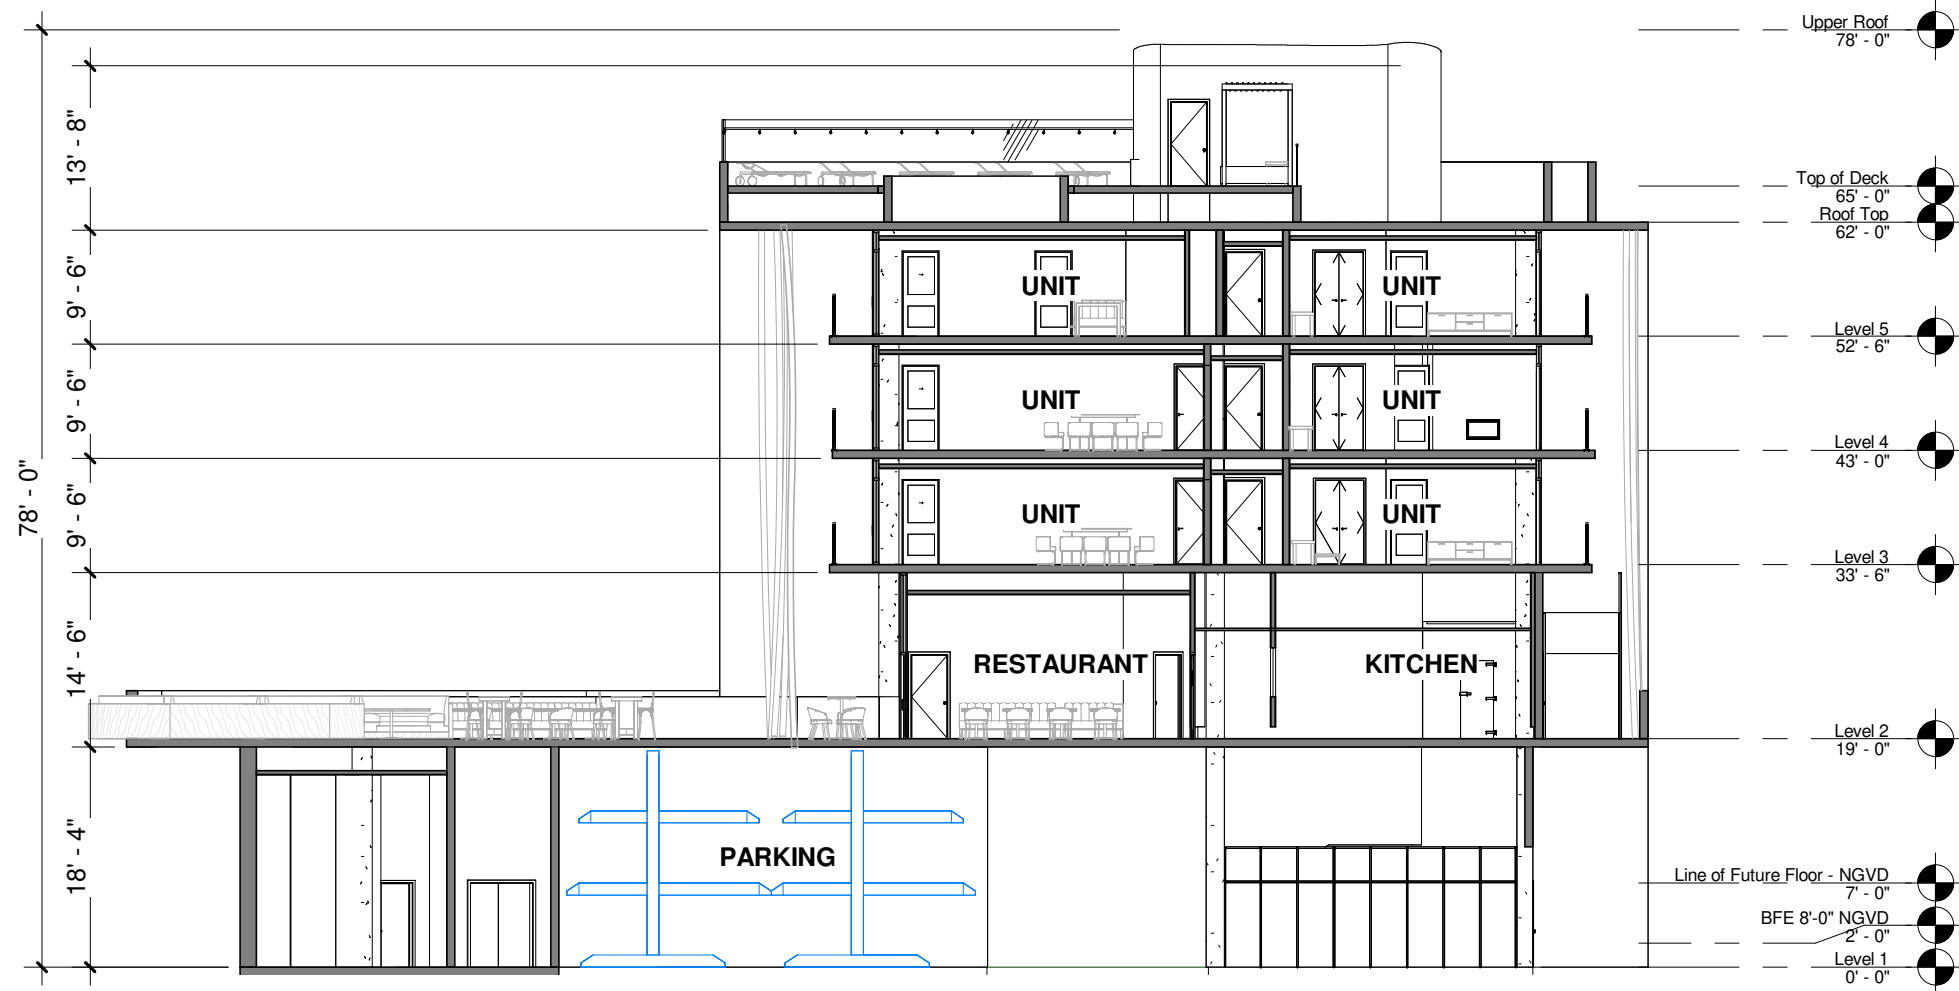 Upper Roof
78' - 0"
13' - 8"
Top of Deck
65' - 0"
Roof Top
62' - 0"
9' - 6"
UNIT
UNIT
Level 5
52' - 6"
9' - 6"
UNIT
UNIT
Level 4
43' - 0"
78' - 0"
9' - 6"
UNIT
UNIT
Level 3
33' - 6"
14' - 6"
RESTAURANT
KITCHEN
Level 2
19' - 0"
18' - 4"
PARKING
Line of Future Floor - NGVD
7' - 0"
BFE 8'-0" NGVD
2' - 0"
Level 1
0' - 0"